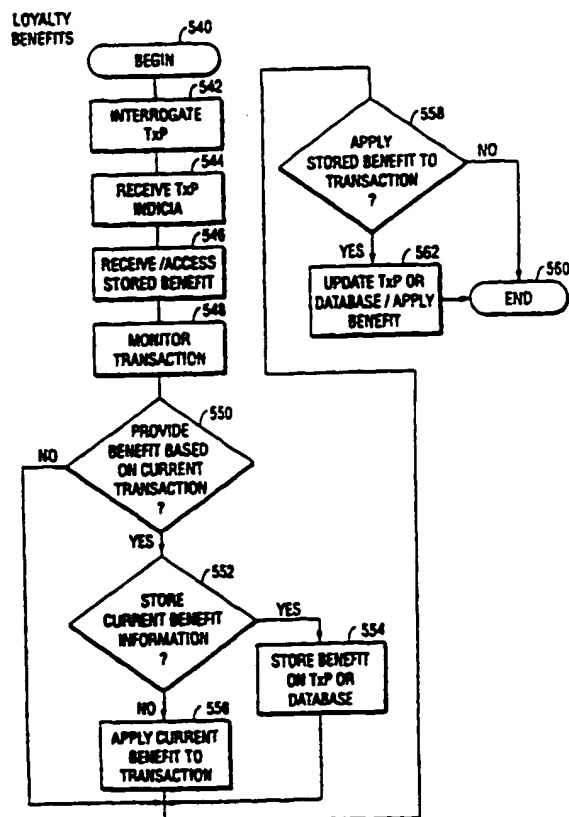 LOYALTY
BENEFITS
540
BEGIN
542
INTERROGATE
TxP
544
RECEIVE TxP
INDICIA
546
RECEIVE / ACCESS
STORED BENEFIT
548
MONITOR
TRANSACTION
550
PROVIDE
BENEFIT BASED
ON CURRENT
TRANSACTION
?
NO
YES
552
STORE
CURRENT BENEFIT
INFORMATION
?
YES
554
STORE BENEFIT
ON TxP OR
DATABASE
NO
556
APPLY CURRENT
BENEFIT TO
TRANSACTION
558
APPLY
STORED BENEFIT TO
TRANSACTION
?
NO
YES
562
UPDATE TxP OR
DATABASE / APPLY
BENEFIT
560
END